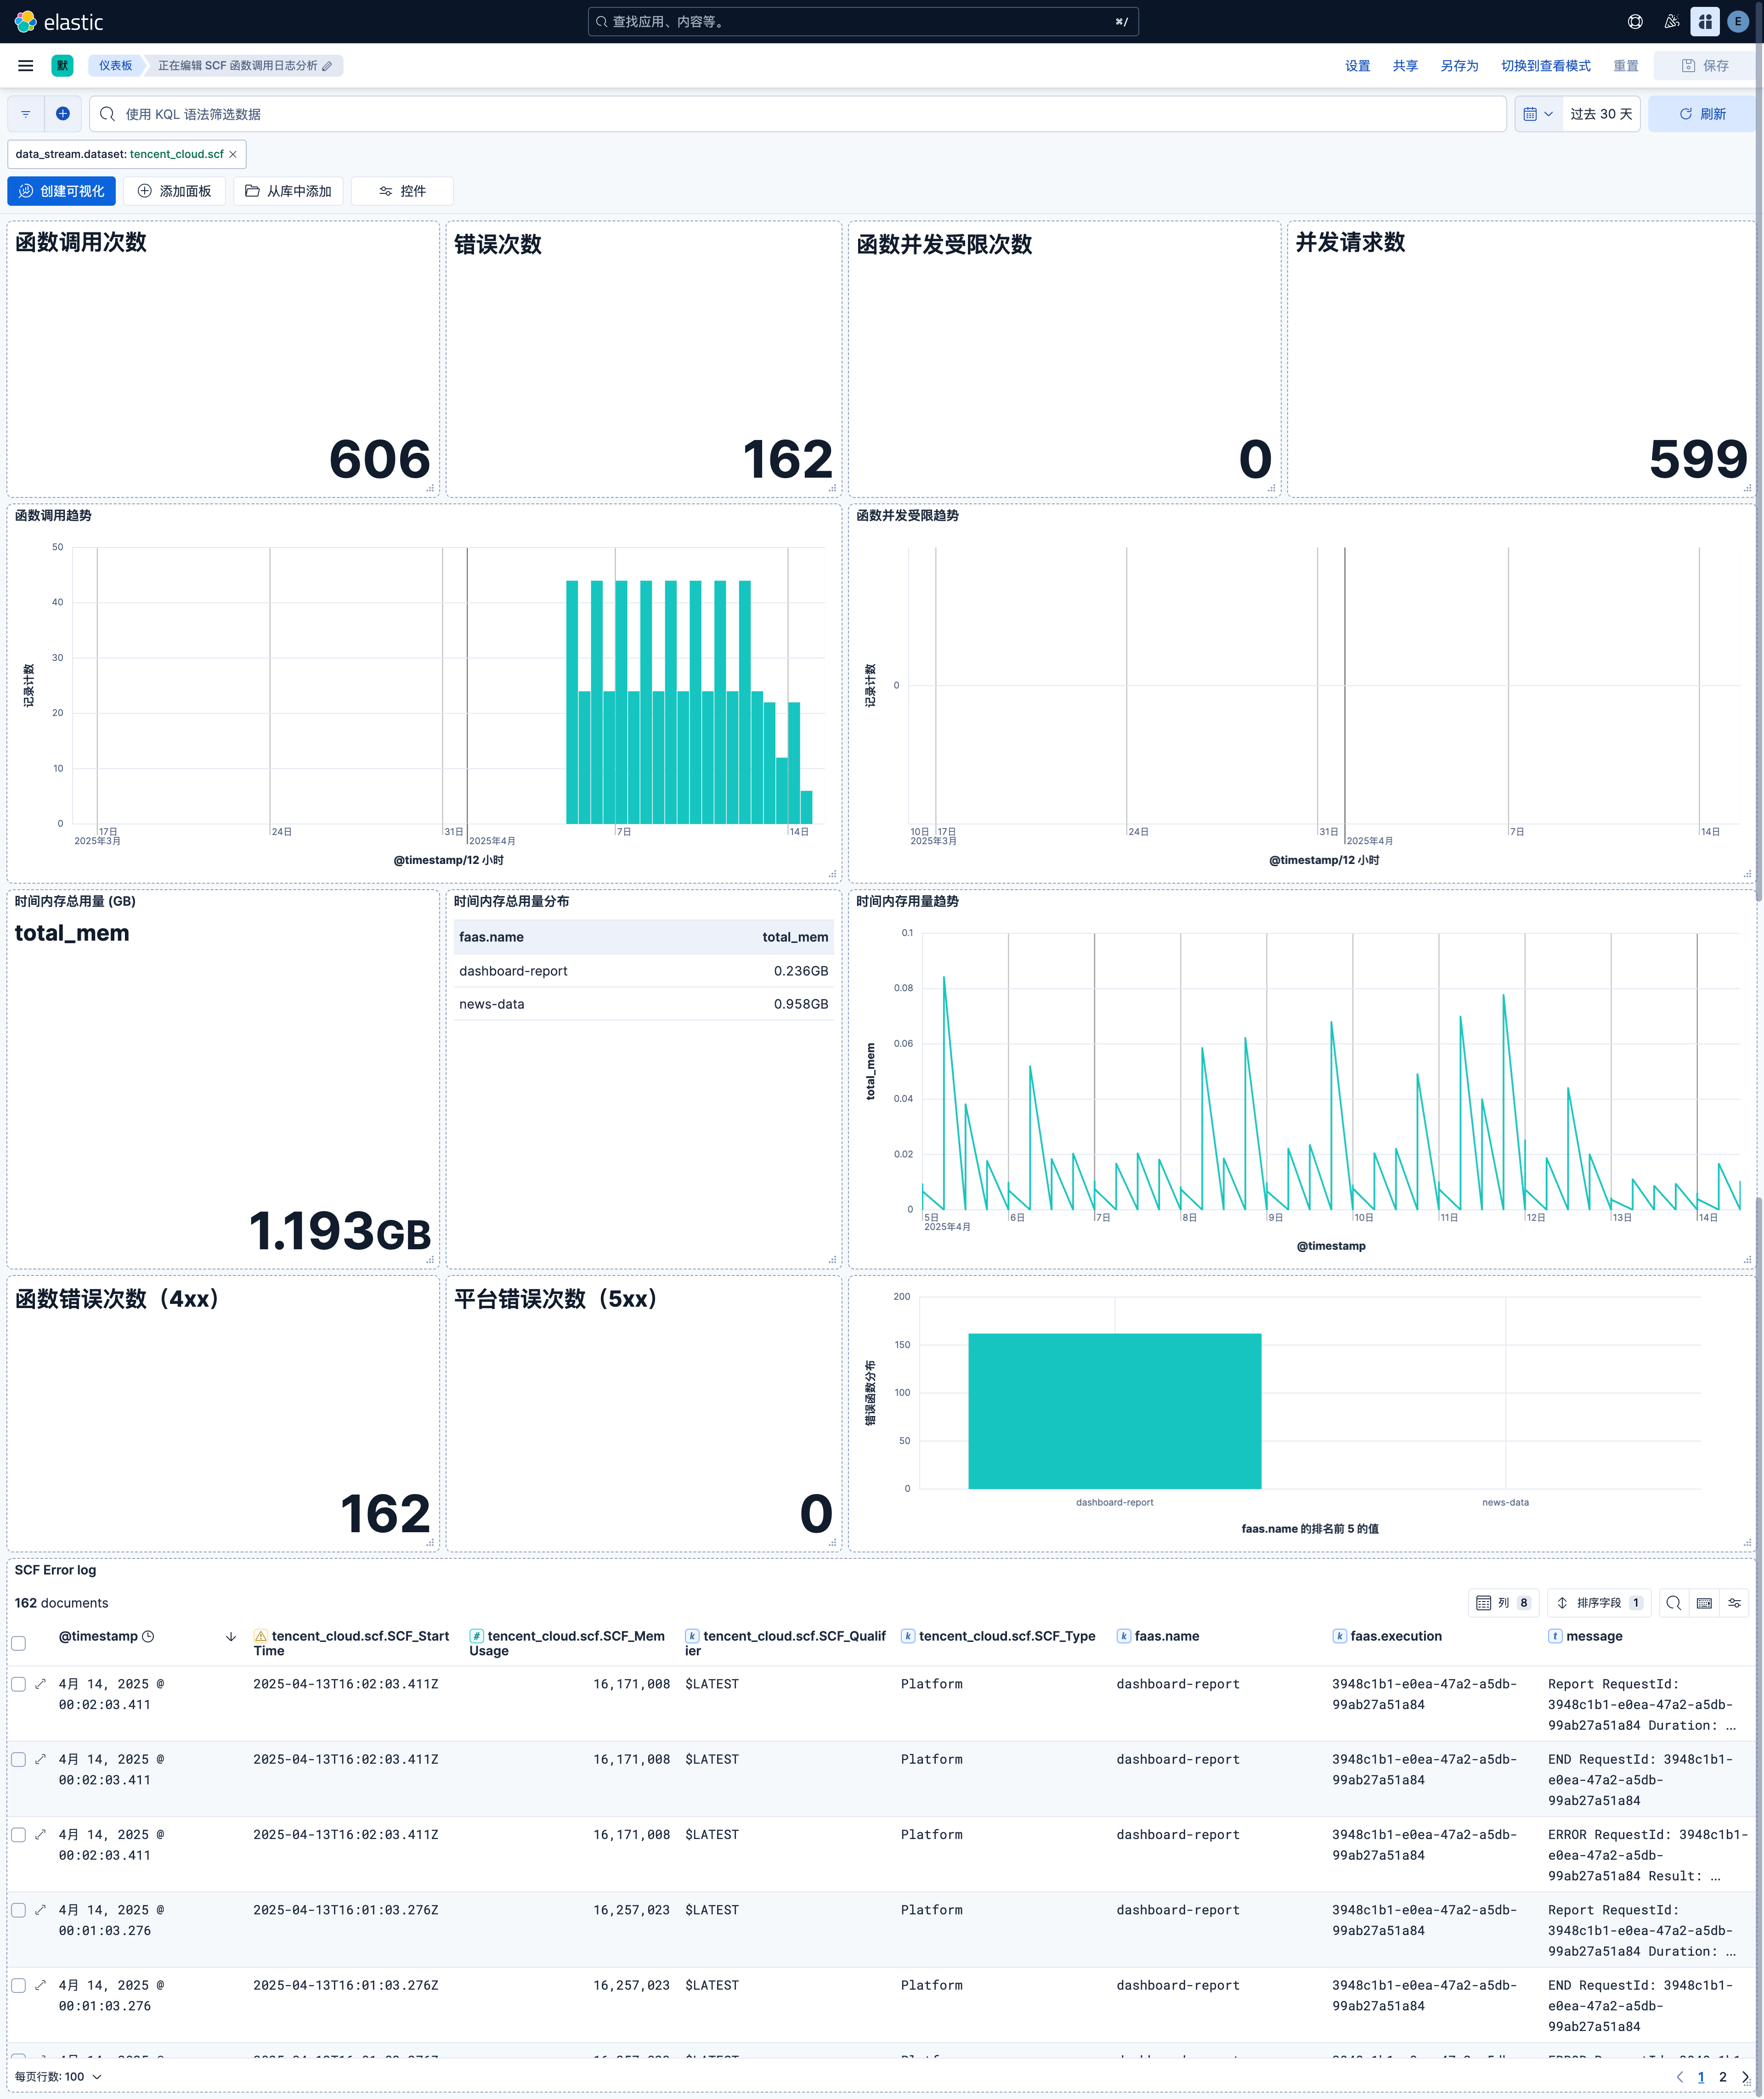 elastic
查找应用、内容等。
⌘/
E
默
仪表板
正在编辑 SCF 函数调用日志分析
设置
共享
另存为
切换到查看模式
重置
保存
使用 KQL 语法筛选数据
过去 30 天
刷新
data_stream.dataset: tencent_cloud.scf
创建可视化
添加面板
从库中添加
控件
函数调用次数
606
错误次数
162
函数并发受限次数
0
并发请求数
599
函数调用趋势
50
40
30
20
10
0
记录计数
17日
24日
31日
7日
14日
2025年3月
2025年4月
@timestamp/12 小时
函数并发受限趋势
0
记录计数
10日
17日
24日
31日
7日
14日
2025年3月
2025年4月
@timestamp/12 小时
时间内存总用量 (GB)
total_mem
1.193GB
时间内存总用量分布
faas.name total_mem
dashboard-report 0.236GB
news-data 0.958GB
时间内存用量趋势
0.1
0.08
0.06
0.04
0.02
0
total_mem
5日
6日
7日
8日
9日
10日
11日
12日
13日
14日
2025年4月
@timestamp
函数错误次数（4xx）
162
平台错误次数（5xx）
0
200
150
100
50
0
错误函数分布
dashboard-report
news-data
faas.name 的排名前 5 的值
SCF Error log
162 documents
列 8
排序字段 1
@timestamp
tencent_cloud.scf.SCF_Start
Time
# tencent_cloud.scf.SCF_Mem
Usage
k tencent_cloud.scf.SCF_Qualif
ier
k tencent_cloud.scf.SCF_Type
k faas.name
k faas.execution
t message
4月 14, 2025 @
00:02:03.411
2025-04-13T16:02:03.411Z
16,171,008
$LATEST
Platform
dashboard-report
3948c1b1-e0ea-47a2-a5db-
99ab27a51a84
Report RequestId:
3948c1b1-e0ea-47a2-a5db-
99ab27a51a84 Duration: …
4月 14, 2025 @
00:02:03.411
2025-04-13T16:02:03.411Z
16,171,008
$LATEST
Platform
dashboard-report
3948c1b1-e0ea-47a2-a5db-
99ab27a51a84
END RequestId: 3948c1b1-
e0ea-47a2-a5db-
99ab27a51a84
4月 14, 2025 @
00:02:03.411
2025-04-13T16:02:03.411Z
16,171,008
$LATEST
Platform
dashboard-report
3948c1b1-e0ea-47a2-a5db-
99ab27a51a84
ERROR RequestId: 3948c1b1-
e0ea-47a2-a5db-
99ab27a51a84 Result: …
4月 14, 2025 @
00:01:03.276
2025-04-13T16:01:03.276Z
16,257,023
$LATEST
Platform
dashboard-report
3948c1b1-e0ea-47a2-a5db-
99ab27a51a84
Report RequestId:
3948c1b1-e0ea-47a2-a5db-
99ab27a51a84 Duration: …
4月 14, 2025 @
00:01:03.276
2025-04-13T16:01:03.276Z
16,257,023
$LATEST
Platform
dashboard-report
3948c1b1-e0ea-47a2-a5db-
99ab27a51a84
END RequestId: 3948c1b1-
e0ea-47a2-a5db-
99ab27a51a84
每页行数: 100
1
2